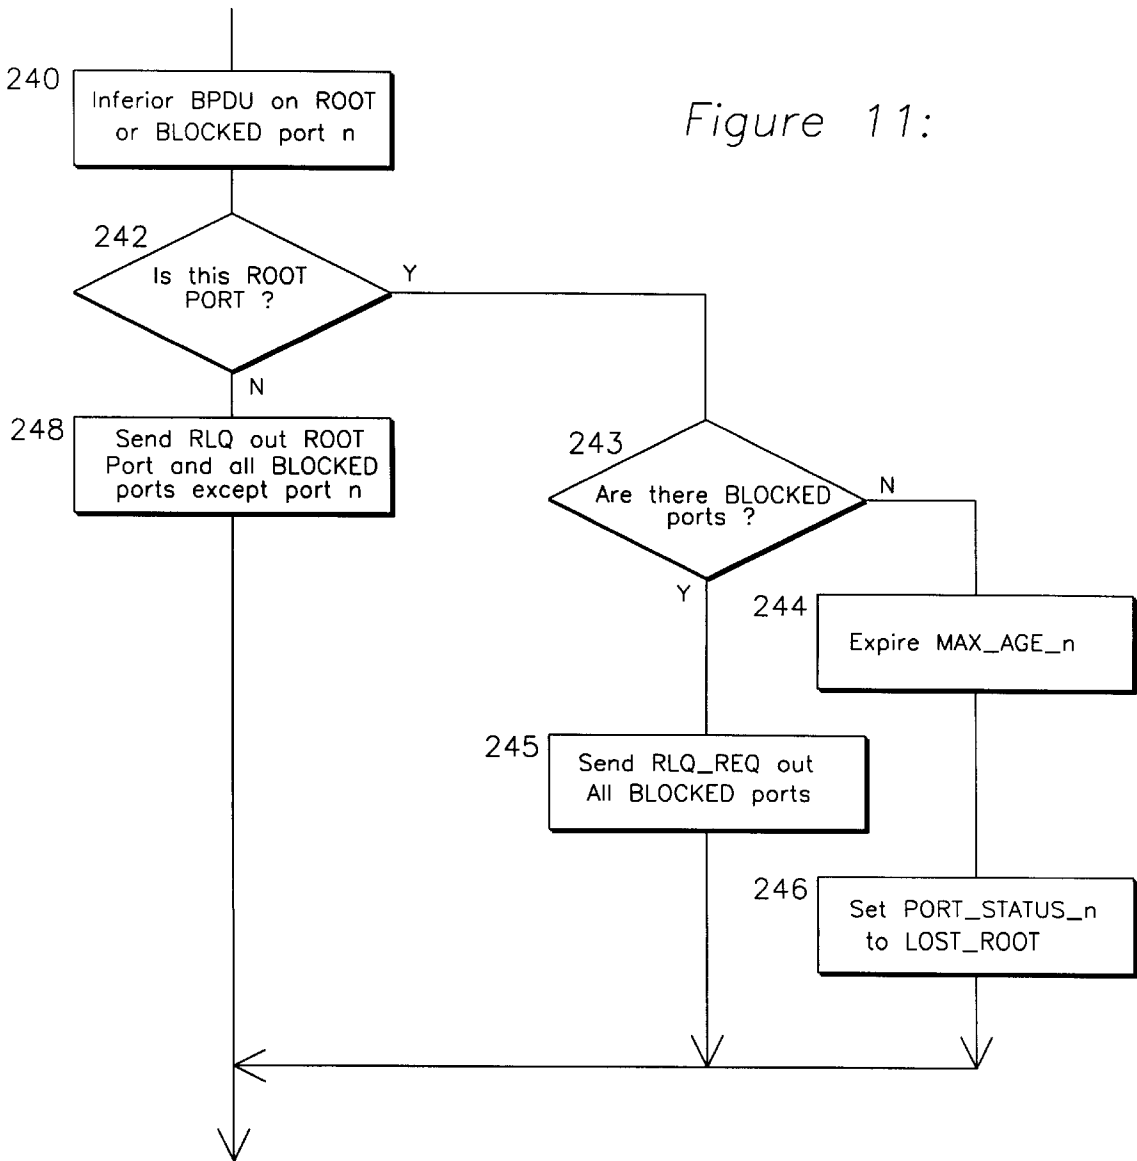 240
Inferior BPDU on ROOT
or BLOCKED port n
Figure 11:
242
Is this ROOT
PORT ?
Y
N
248
Send RLQ out ROOT
Port and all BLOCKED
ports except port n
243
Are there BLOCKED
ports ?
N
Y
244
Expire MAX_AGE_n
245
Send RLQ_REQ out
All BLOCKED ports
246
Set PORT_STATUS_n
to LOST_ROOT